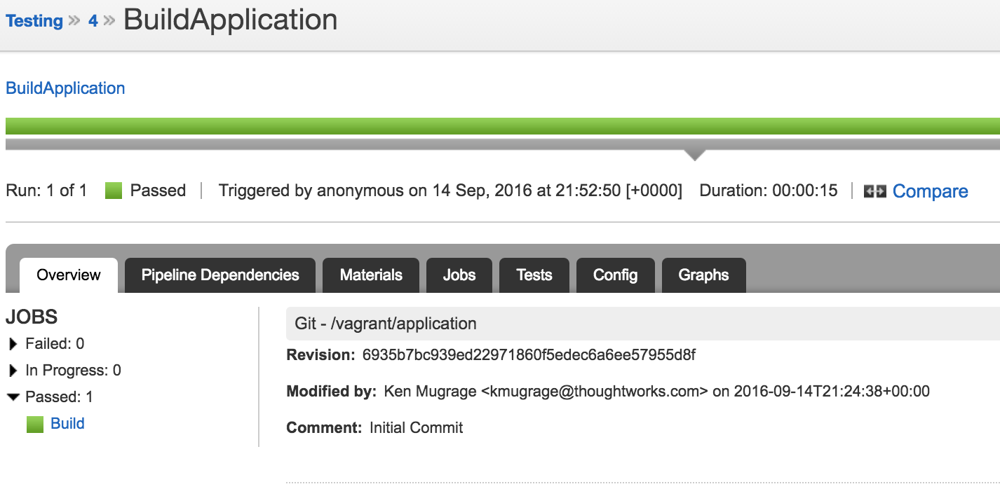 Testing » 4 » BuildApplication
BuildApplication
Run: 1 of 1 Passed Triggered by anonymous on 14 Sep, 2016 at 21:52:50 [+0000] Duration: 00:00:15 Compare
Overview Pipeline Dependencies Materials Jobs Tests Config Graphs
JOBS
Failed: 0
In Progress: 0
Passed: 1
Build
Git - /vagrant/application
Revision: 6935b7bc939ed22971860f5edec6a6ee57955d8f
Modified by: Ken Mugrage <kmugrage@thoughtworks.com> on 2016-09-14T21:24:38+00:00
Comment: Initial Commit